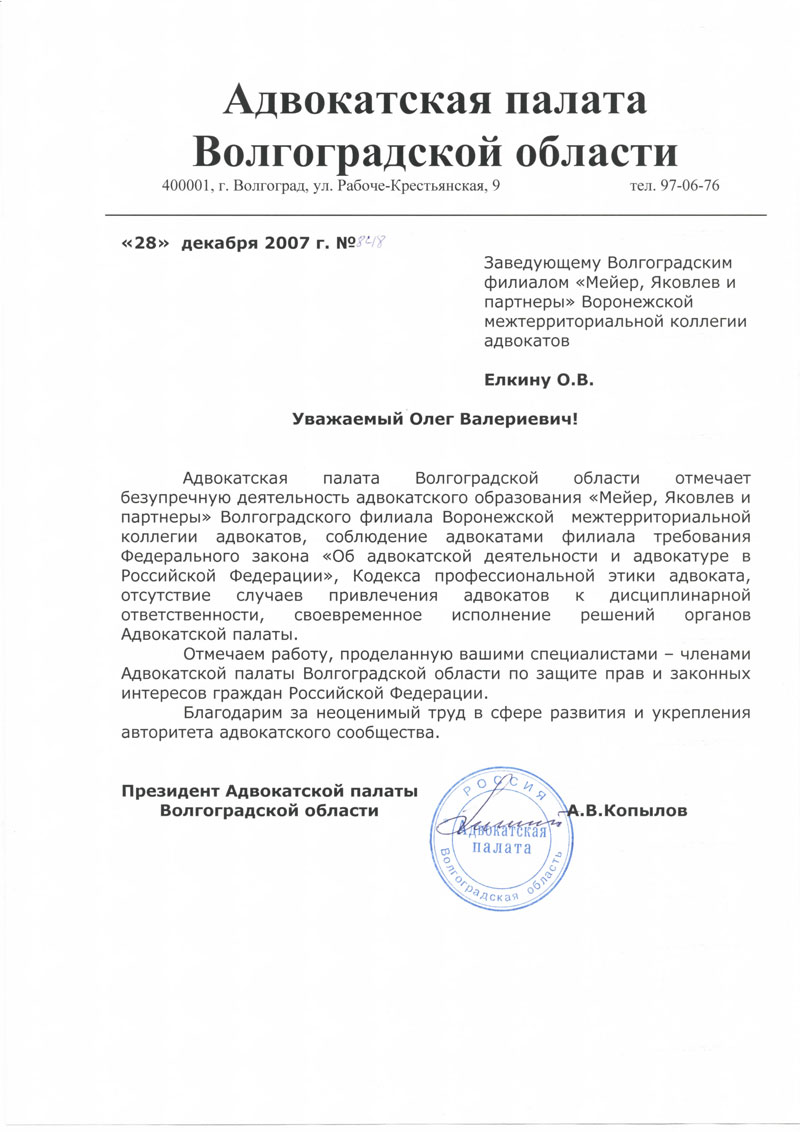 Адвокатская палата
Волгоградской области
400001, г. Волгоград, ул. Рабоче-Крестьянская, 9 тел. 97-06-76
«28» декабря 2007 г. №
Заведующему Волгоградским
филиалом «Мейер, Яковлев и
партнеры» Воронежской
межтерриториальной коллегии
адвокатов
Елкину О.В.
Уважаемый Олег Валериевич!
Адвокатская палата Волгоградской области отмечает
безупречную деятельность адвокатского образования «Мейер, Яковлев и
партнеры» Волгоградского филиала Воронежской межтерриториальной
коллегии адвокатов, соблюдение адвокатами филиала требования
Федерального закона «Об адвокатской деятельности и адвокатуре в
Российской Федерации», Кодекса профессиональной этики адвоката,
отсутствие случаев привлечения адвокатов к дисциплинарной
ответственности, своевременное исполнение решений органов
Адвокатской палаты.
Отмечаем работу, проделанную вашими специалистами – членами
Адвокатской палаты Волгоградской области по защите прав и законных
интересов граждан Российской Федерации.
Благодарим за неоценимый труд в сфере развития и укрепления
авторитета адвокатского сообщества.
Президент Адвокатской палаты
Волгоградской области А.В.Копылов
РОССИЯ
Адвокатская
палата
Волгоградская область